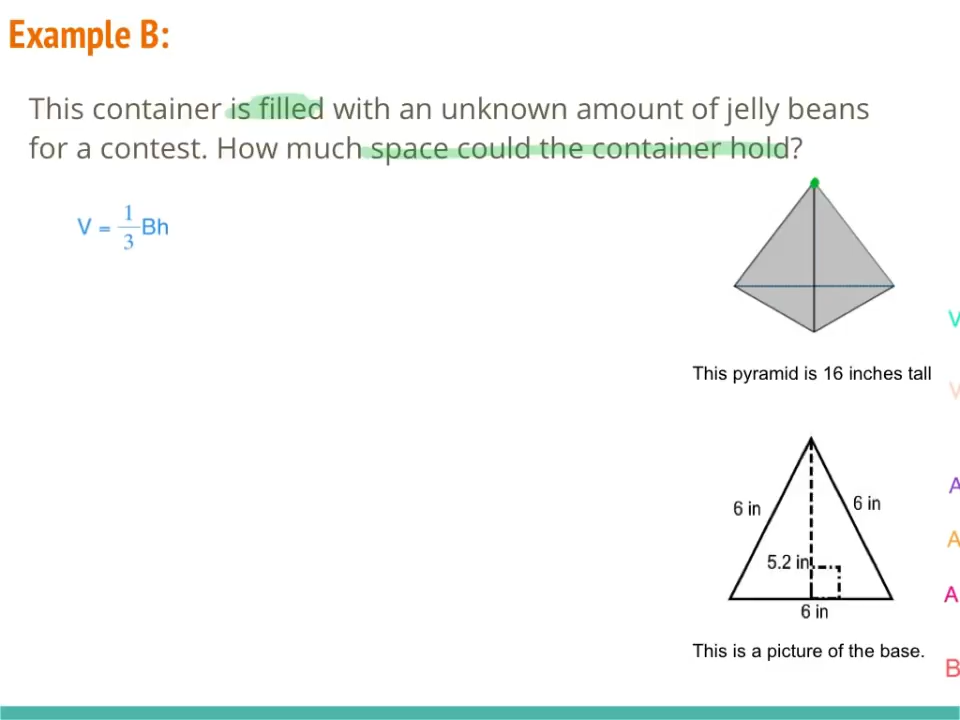 Example B:
This container is filled with an unknown amount of jelly beans
for a contest. How much space could the container hold?
V = 1/3 Bh
V
This pyramid is 16 inches tall
V
A
6 in
6 in
A
5.2 in
A
6 in
This is a picture of the base.
B